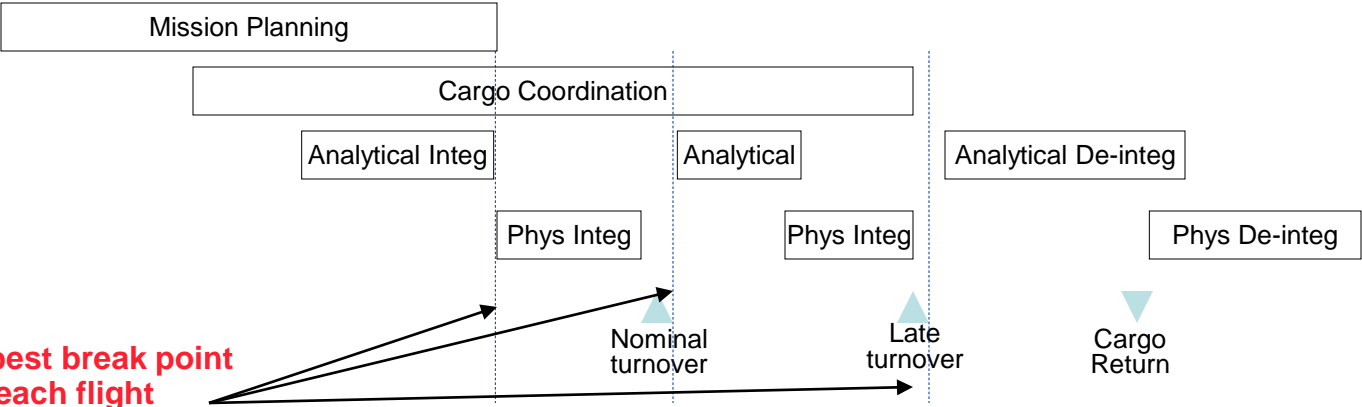 Mission Planning
Cargo Coordination
Analytical Integ
Analytical
Analytical De-integ
Phys Integ
Phys Integ
Phys De-integ
Nominal
turnover
Late
turnover
Cargo
Return
best break point
each flight